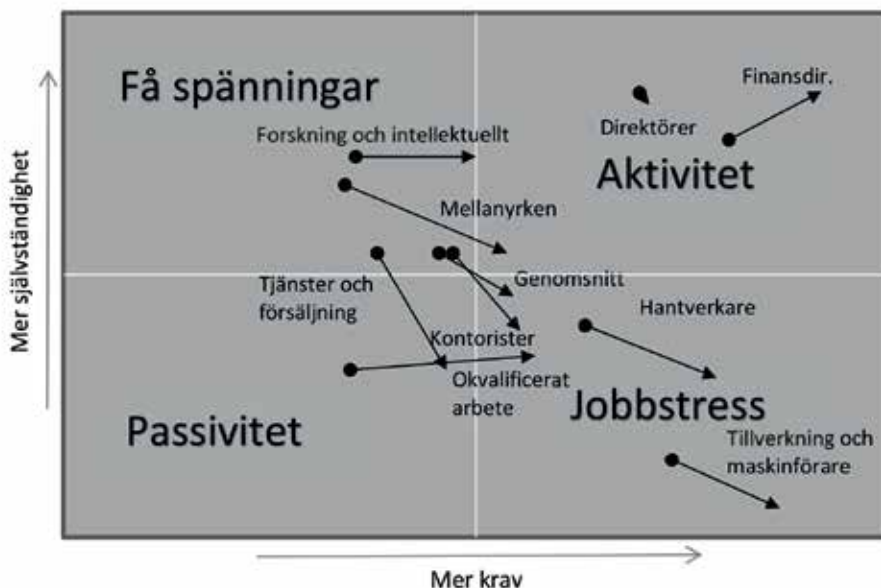 Få spänningar
Finansdir.
Direktörer
Forskning och intellektuellt
Aktivitet
Mellanyrken
Tjänster och
försäljning
Genomsnitt
Hantverkare
Kontorister
Okvalificerat
arbete
Jobbstress
Passivitet
Tillverkning och
maskinförare
Mer självständighet
Mer krav